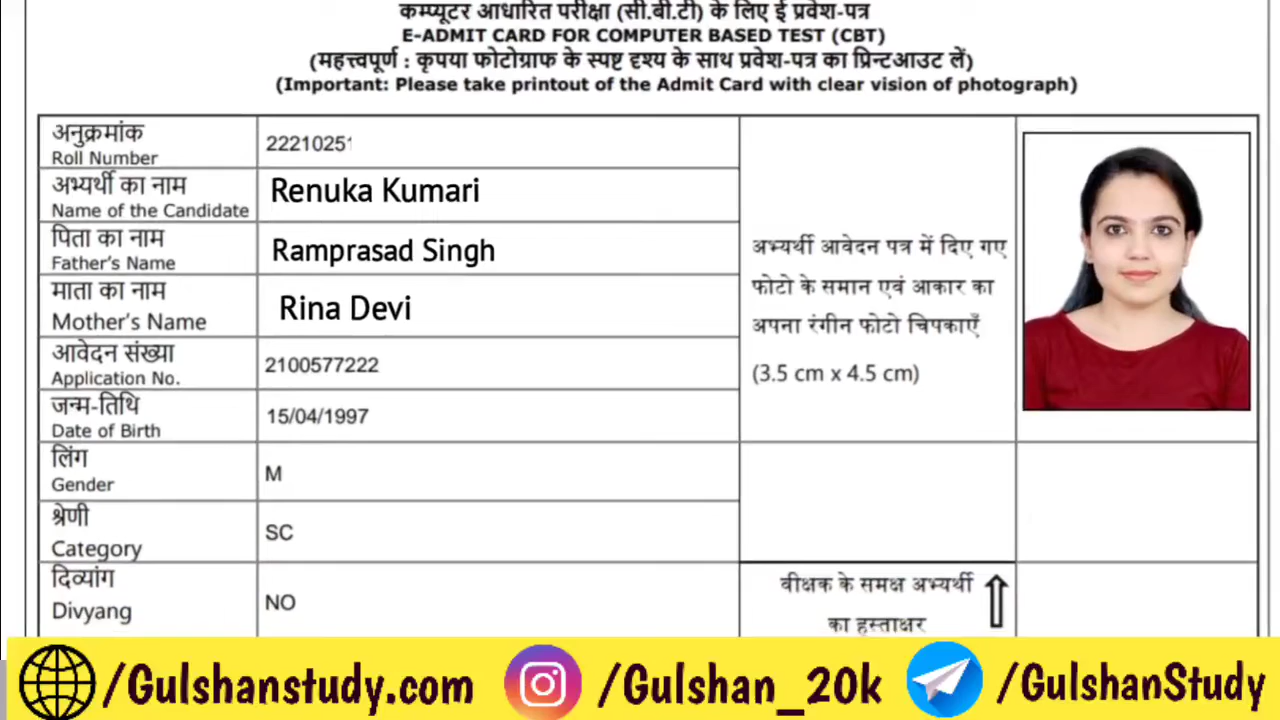 कम्प्यूटर आधारित परीक्षा (सी.बी.टी) के लिए ई प्रवेश-पत्र
E-ADMIT CARD FOR COMPUTER BASED TEST (CBT)
(महत्त्वपूर्ण : कृपया फोटोग्राफ के स्पष्ट दृश्य के साथ प्रवेश-पत्र का प्रिन्टआउट लें)
(Important: Please take printout of the Admit Card with clear vision of photograph)
अनुक्रमांक
Roll Number
22210251
अभ्यर्थी का नाम
Name of the Candidate
Renuka Kumari
पिता का नाम
Father's Name
Ramprasad Singh
माता का नाम
Mother's Name
Rina Devi
आवेदन संख्या
Application No.
2100577222
जन्म-तिथि
Date of Birth
15/04/1997
लिंग
Gender
M
श्रेणी
Category
SC
दिव्यांग
Divyang
NO
अभ्यर्थी आवेदन पत्र में दिए गए
फोटो के समान एवं आकार का
अपना रंगीन फोटो चिपकाएँ
(3.5 cm x 4.5 cm)
वीक्षक के समक्ष अभ्यर्थी
का हस्ताक्षर
/Gulshanstudy.com
/Gulshan_20k
/GulshanStudy